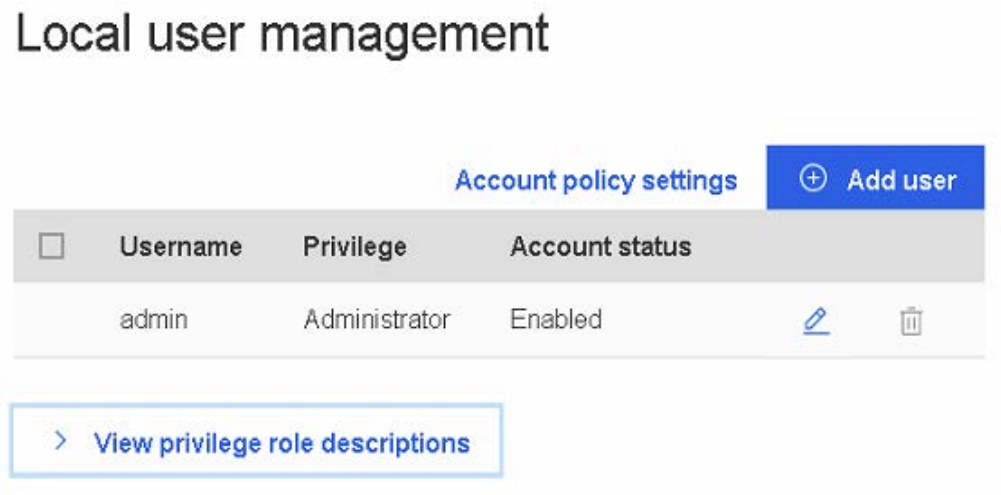 Local user management
Account policy settings Add user
Username Privilege Account status
admin Administrator Enabled
View privilege role descriptions